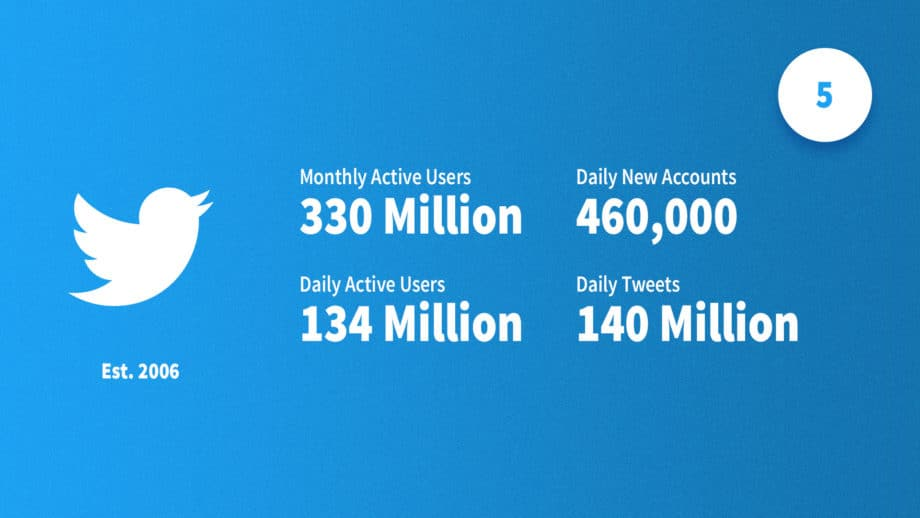 5
Monthly Active Users
330 Million
Daily New Accounts
460,000
Daily Active Users
134 Million
Daily Tweets
140 Million
Est. 2006